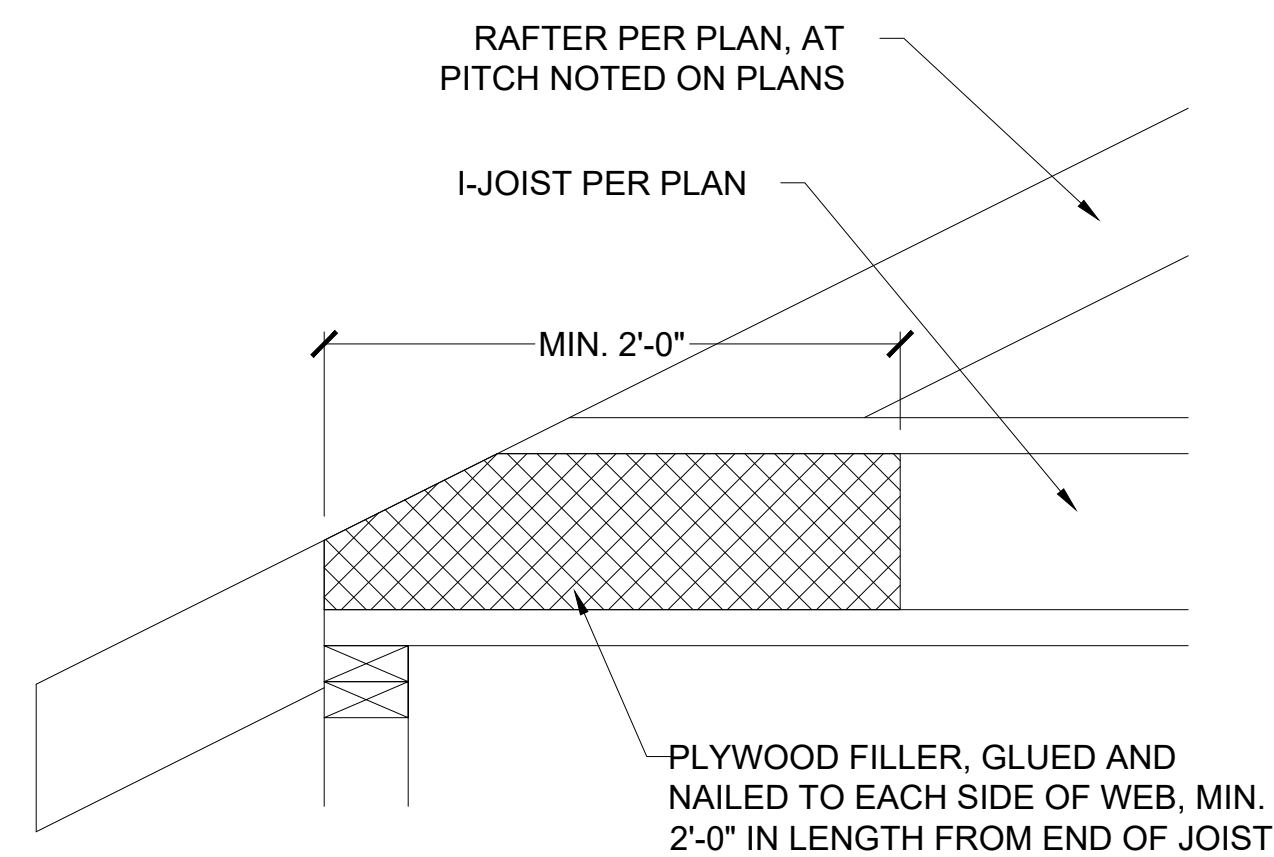 RAFTER PER PLAN, AT
PITCH NOTED ON PLANS
I-JOIST PER PLAN
MIN. 2'-0"
PLYWOOD FILLER, GLUED AND
NAILED TO EACH SIDE OF WEB, MIN.
2'-0" IN LENGTH FROM END OF JOIST